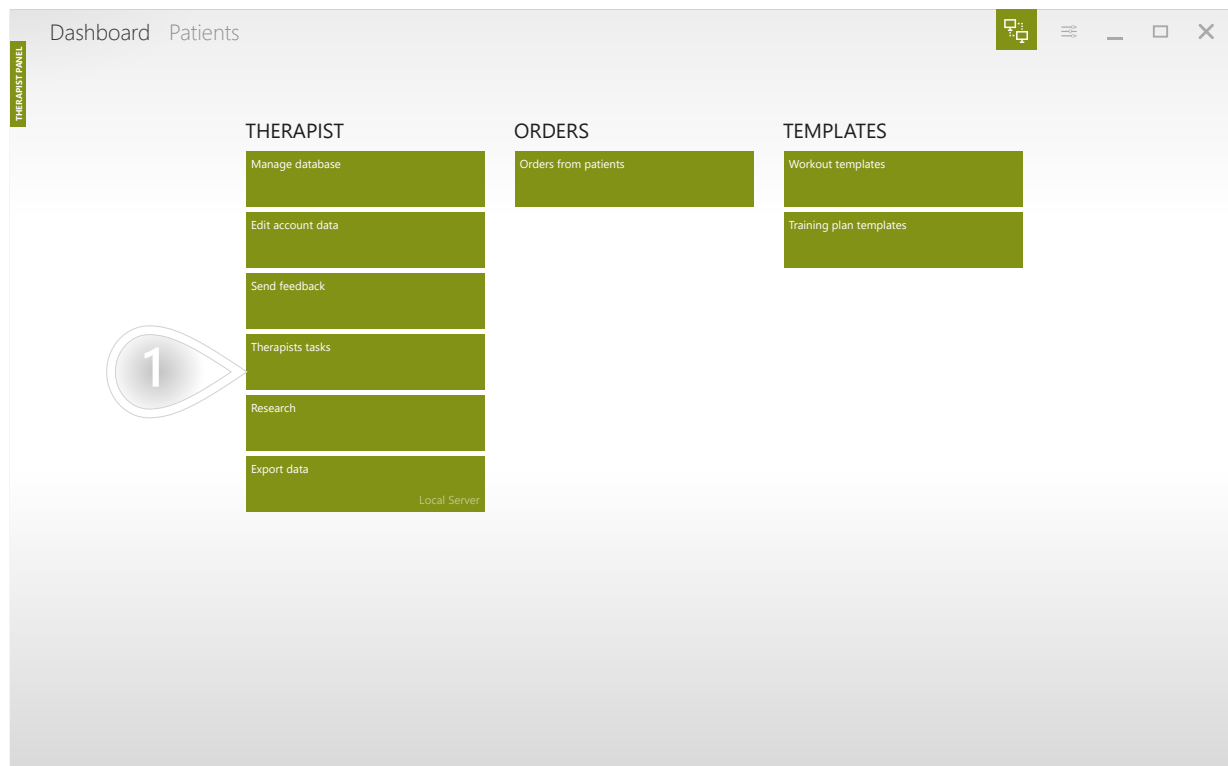 Dashboard Patients
THERAPIST PANEL
THERAPIST
Manage database
Edit account data
Send feedback
Therapists tasks
1
Research
Export data
Local Server
ORDERS
Orders from patients
TEMPLATES
Workout templates
Training plan templates